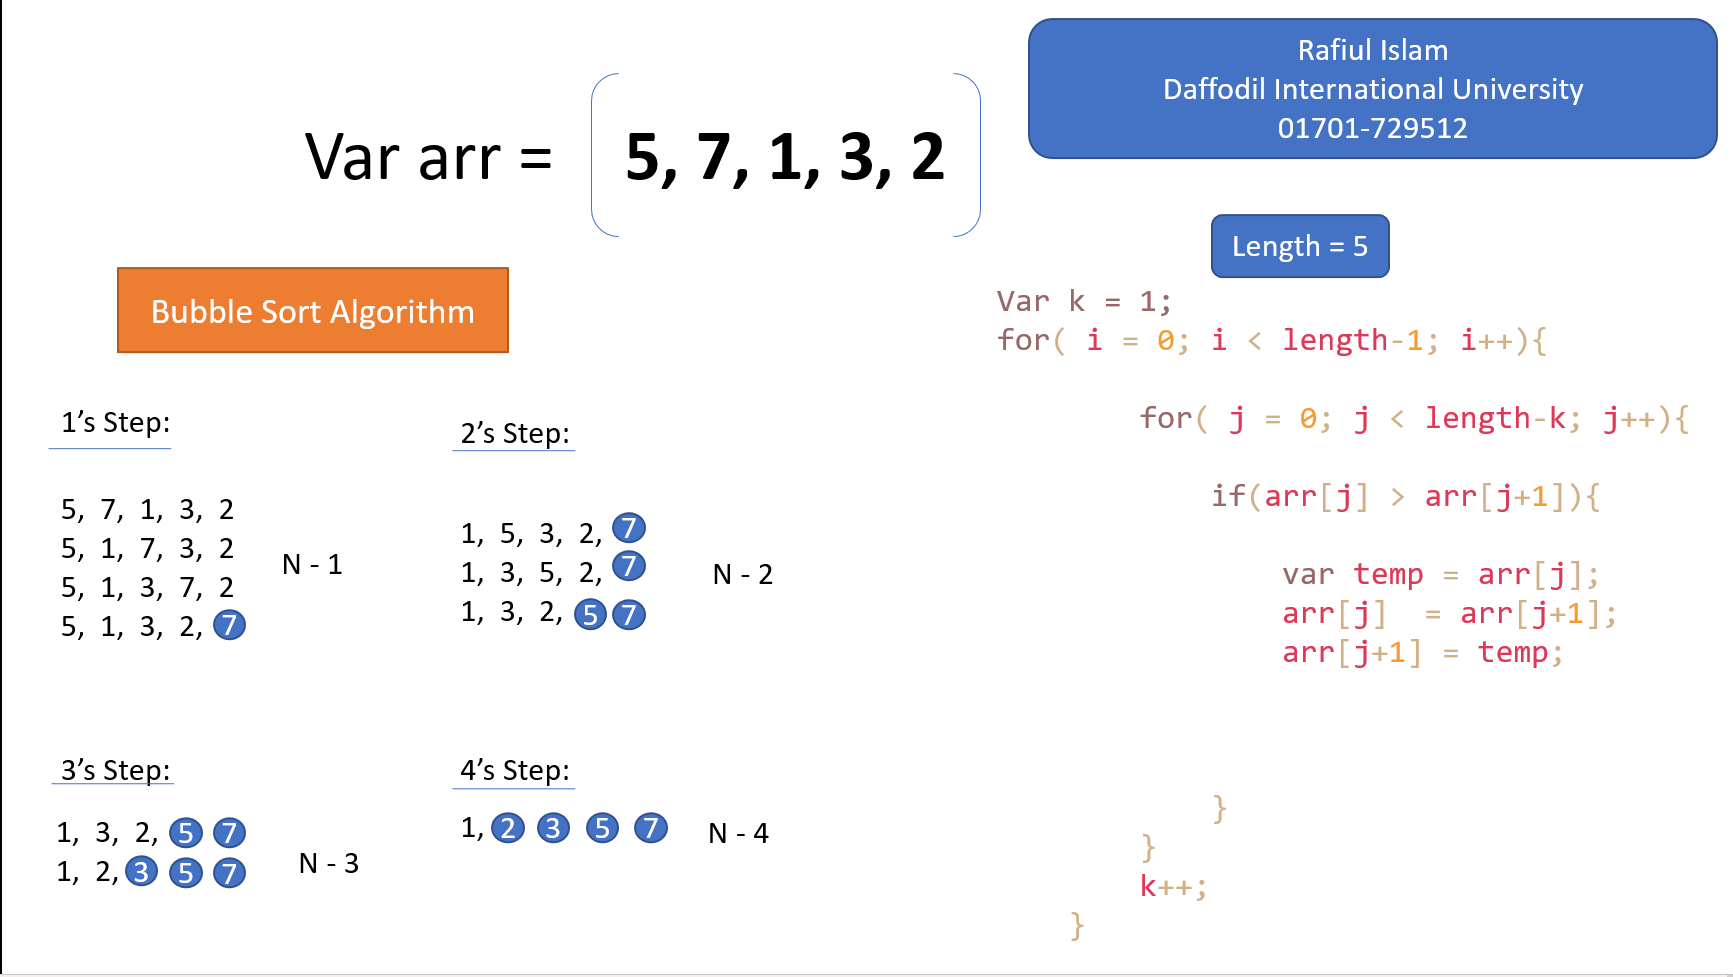 Rafiul Islam
Daffodil International University
01701-729512
Var arr = 5, 7, 1, 3, 2
Length = 5
Bubble Sort Algorithm
1’s Step:
5, 7, 1, 3, 2
5, 1, 7, 3, 2
5, 1, 3, 7, 2
5, 1, 3, 2, 7
N - 1
2’s Step:
1, 5, 3, 2, 7
1, 3, 5, 2, 7
1, 3, 2, 5 7
N - 2
3’s Step:
1, 3, 2, 5 7
1, 2, 3 5 7
N - 3
4’s Step:
1, 2 3 5 7
N - 4
Var k = 1;
for( i = 0; i < length-1; i++){
for( j = 0; j < length-k; j++){
if(arr[j] > arr[j+1]){
var temp = arr[j];
arr[j] = arr[j+1];
arr[j+1] = temp;
}
}
k++;
}